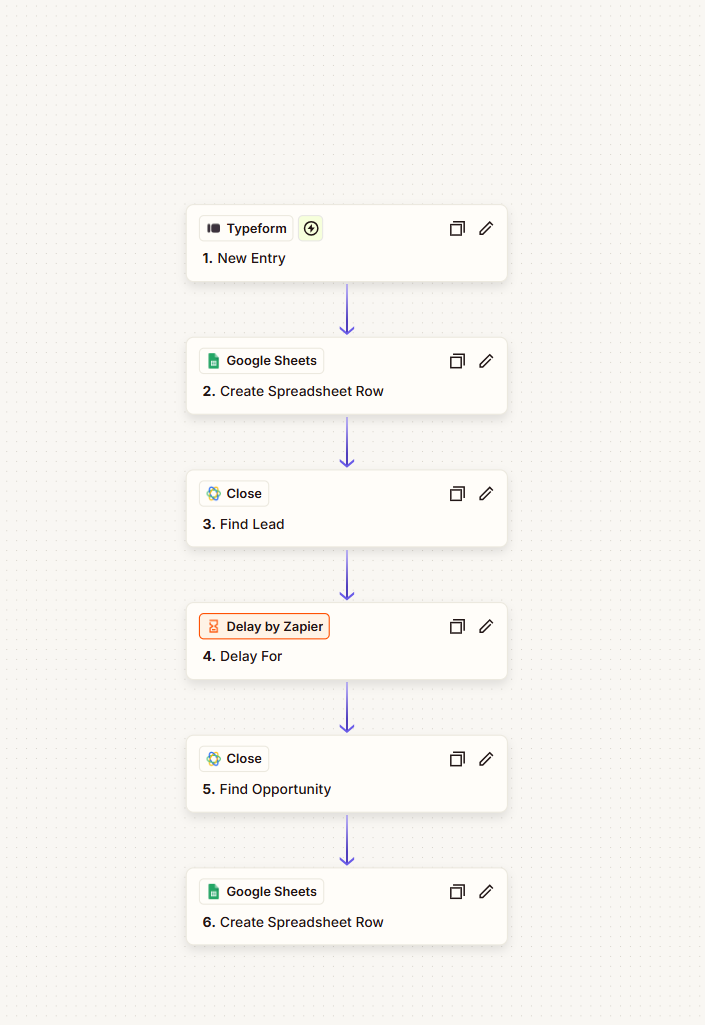 Typeform
1. New Entry
Google Sheets
2. Create Spreadsheet Row
Close
3. Find Lead
Delay by Zapier
4. Delay For
Close
5. Find Opportunity
Google Sheets
6. Create Spreadsheet Row